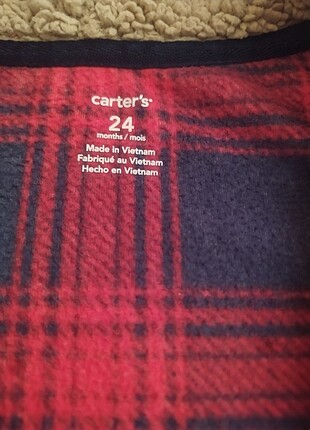 carter's
24
months / mois
Made in Vietnam
Fabriqué au Vietnam
Hecho en Vietnam